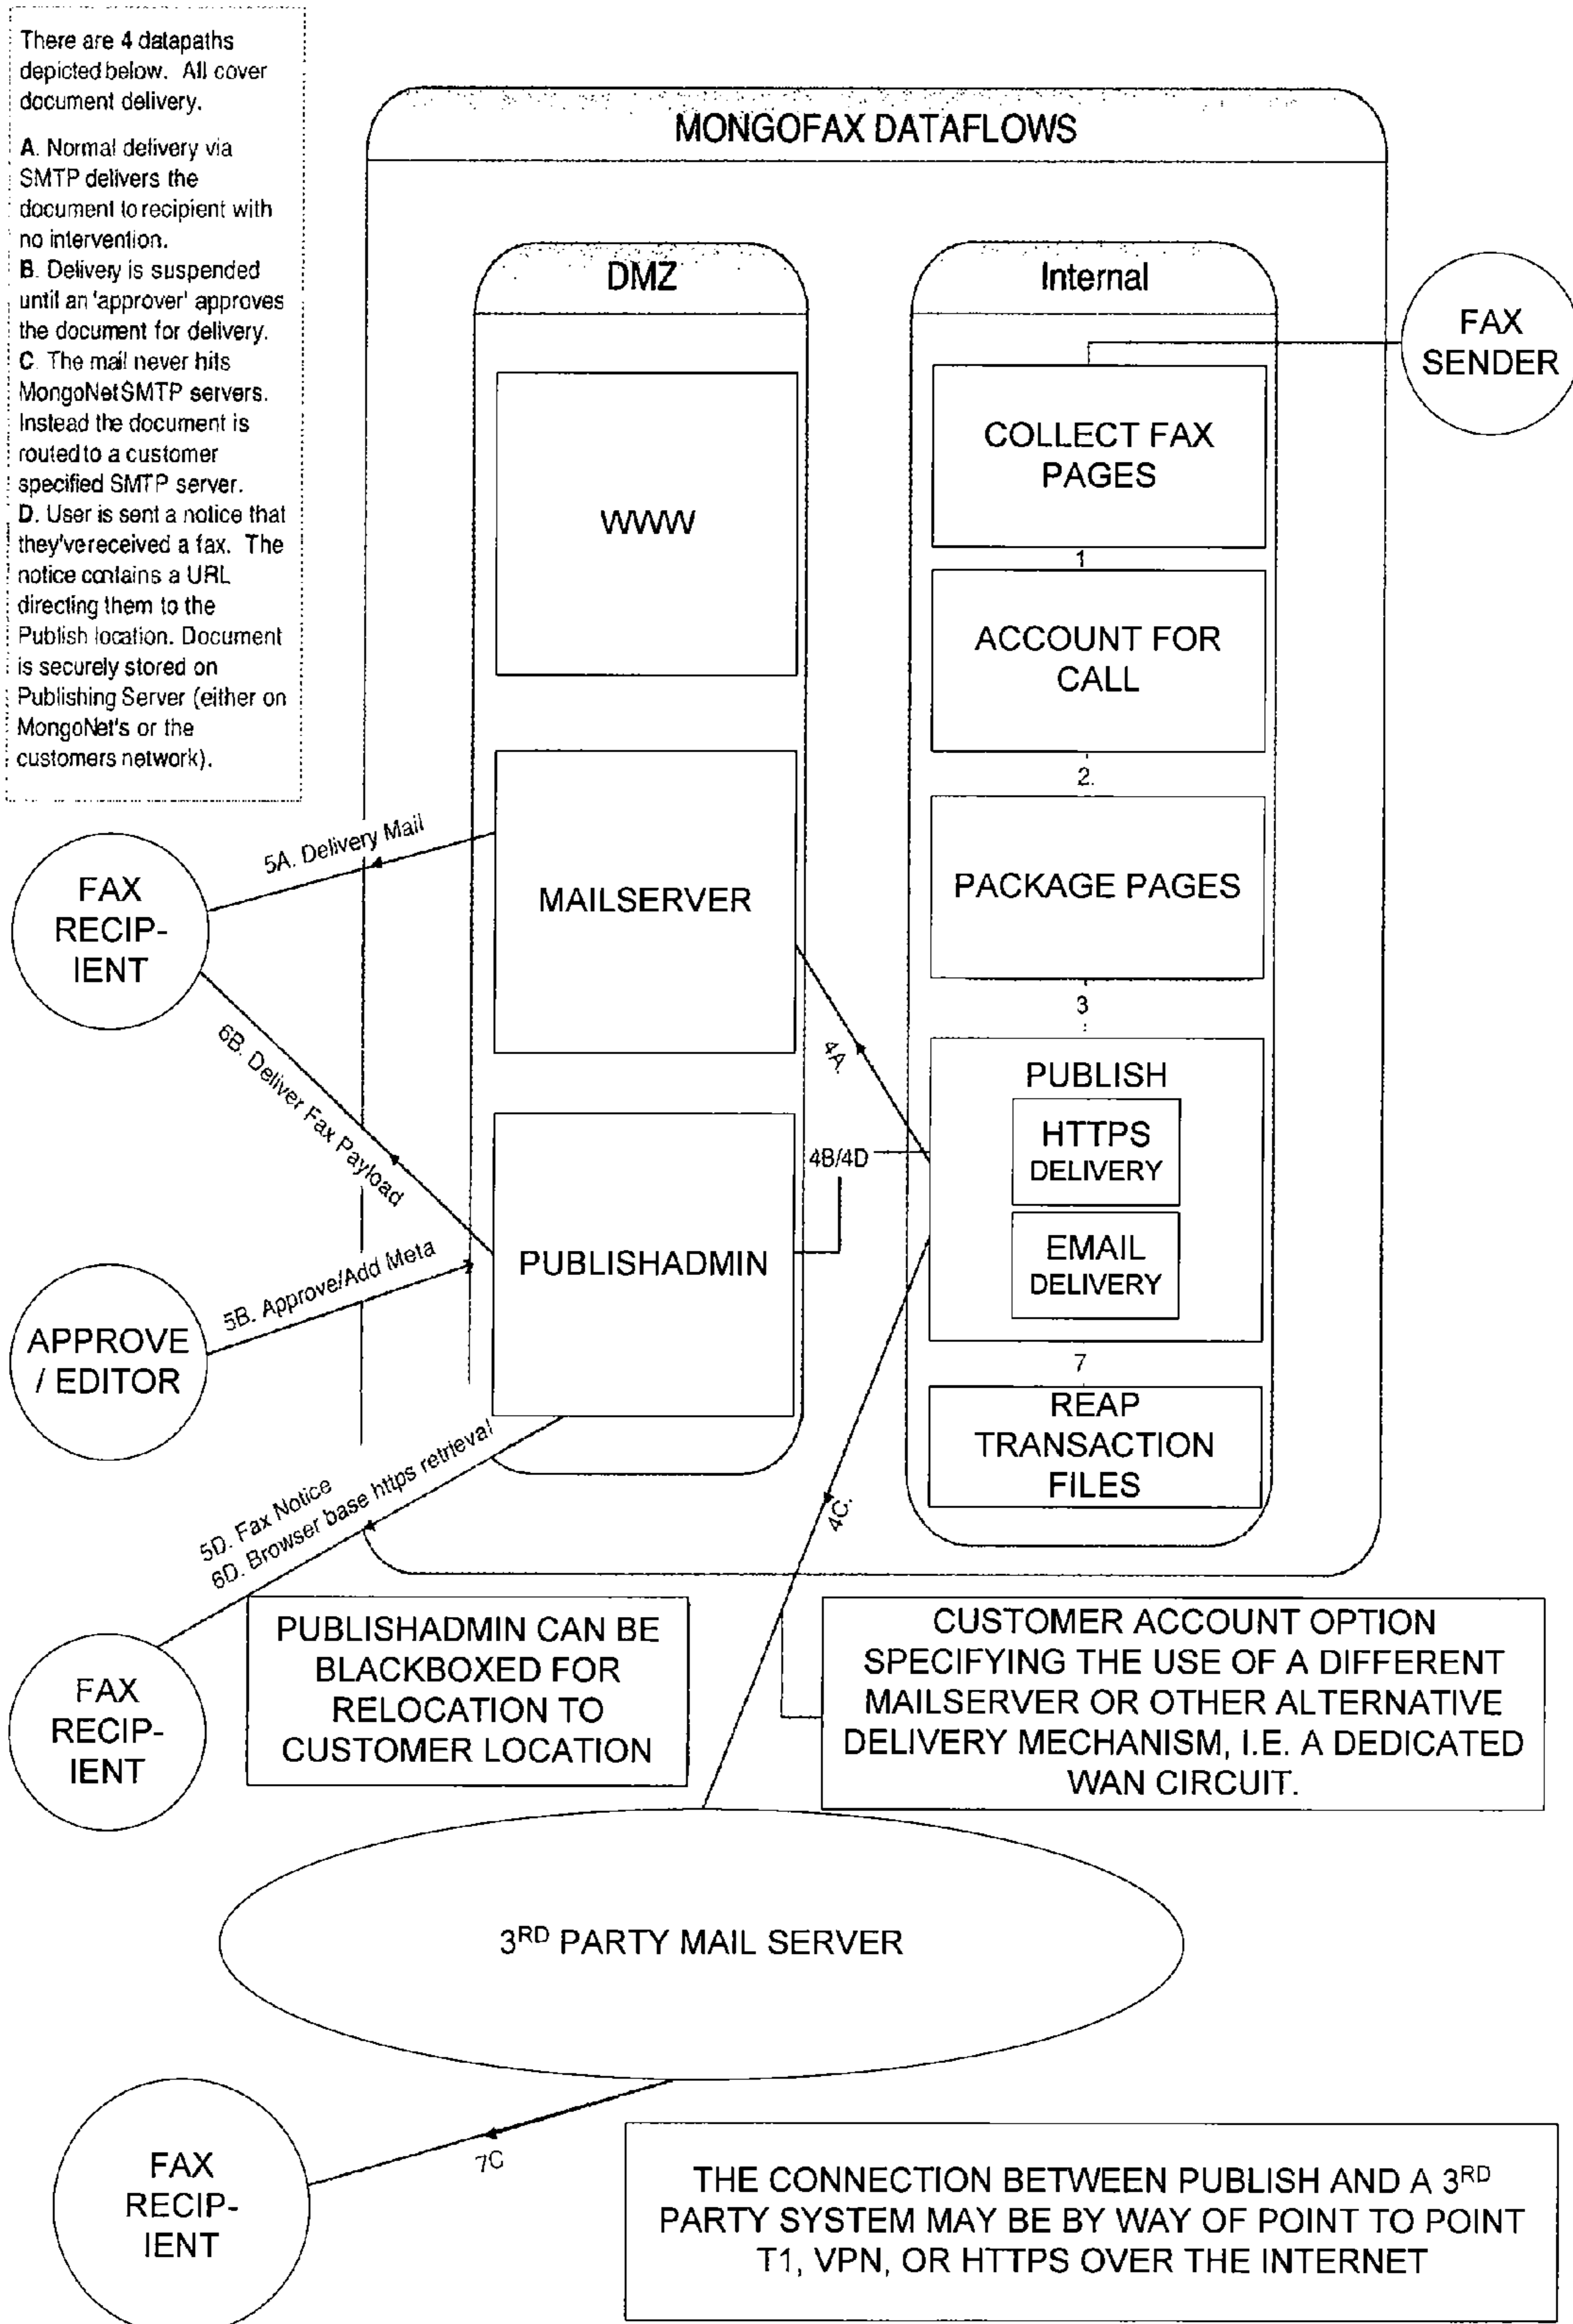 There are 4 datapaths
depicted below. All cover
document delivery.
A. Normal delivery via
SMTP delivers the
document to recipient with
no intervention.
B. Delivery is suspended
until an 'approver' approves
the document for delivery.
C. The mail never hits
MongoNet SMTP servers.
Instead the document is
routed to a customer
specified SMTP server.
D. User is sent a notice that
they've received a fax. The
notice contains a URL
directing them to the
Publish location. Document
is securely stored on
Publishing Server (either on
MongoNet's or the
customers network).
MONGOFAX DATAFLOWS
DMZ
Internal
FAX
SENDER
WWW
COLLECT FAX
PAGES
1
ACCOUNT FOR
CALL
2.
MAILSERVER
PACKAGE PAGES
3
5A. Delivery Mail
FAX
RECIP-
IENT
4A.
6B. Deliver Fax Payload
PUBLISH
HTTPS
DELIVERY
EMAIL
DELIVERY
4B/4D
PUBLISHADMIN
5B. Approve/Add Meta
APPROVE
/ EDITOR
7
REAP
TRANSACTION
FILES
4C.
5D. Fax Notice
6D. Browser base https retrieval
FAX
RECIP-
IENT
PUBLISHADMIN CAN BE
BLACKBOXED FOR
RELOCATION TO
CUSTOMER LOCATION
CUSTOMER ACCOUNT OPTION
SPECIFYING THE USE OF A DIFFERENT
MAILSERVER OR OTHER ALTERNATIVE
DELIVERY MECHANISM, I.E. A DEDICATED
WAN CIRCUIT.
3RD PARTY MAIL SERVER
7C
FAX
RECIP-
IENT
THE CONNECTION BETWEEN PUBLISH AND A 3RD
PARTY SYSTEM MAY BE BY WAY OF POINT TO POINT
T1, VPN, OR HTTPS OVER THE INTERNET